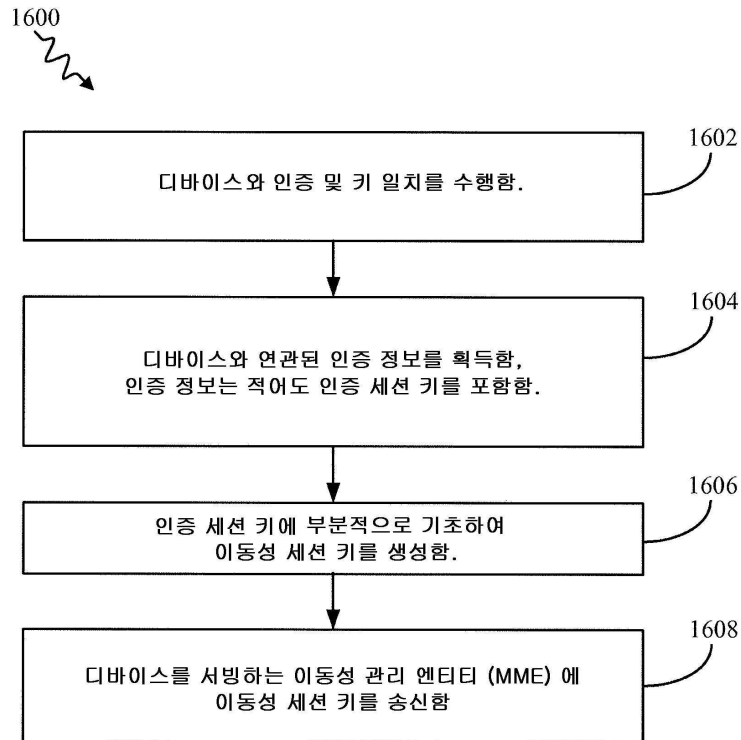 1600
1602
디바이스와 인증 및 키 일치를 수행함.
1604
디바이스와 연관된 인증 정보를 획득함,
인증 정보는 적어도 인증 세션 키를 포함함.
1606
인증 세션 키에 부분적으로 기초하여
이동성 세션 키를 생성함.
1608
디바이스를 서빙하는 이동성 관리 엔티티 (MME) 에
이동성 세션 키를 송신함